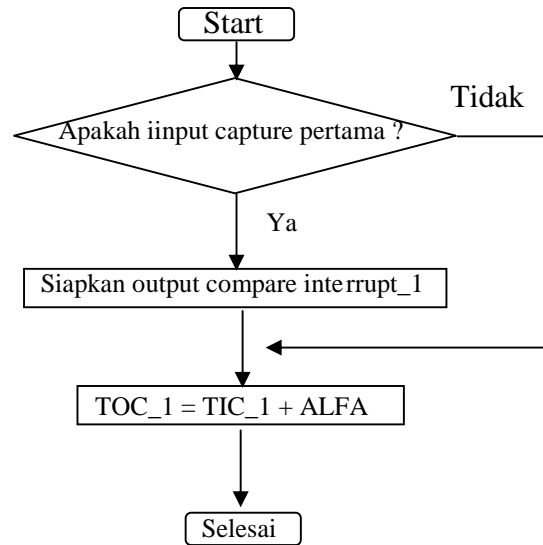 Start
Tidak
Apakah iinput capture pertama ?
Ya
Siapkan output compare interrupt_1
TOC_1 = TIC_1 + ALFA
Selesai